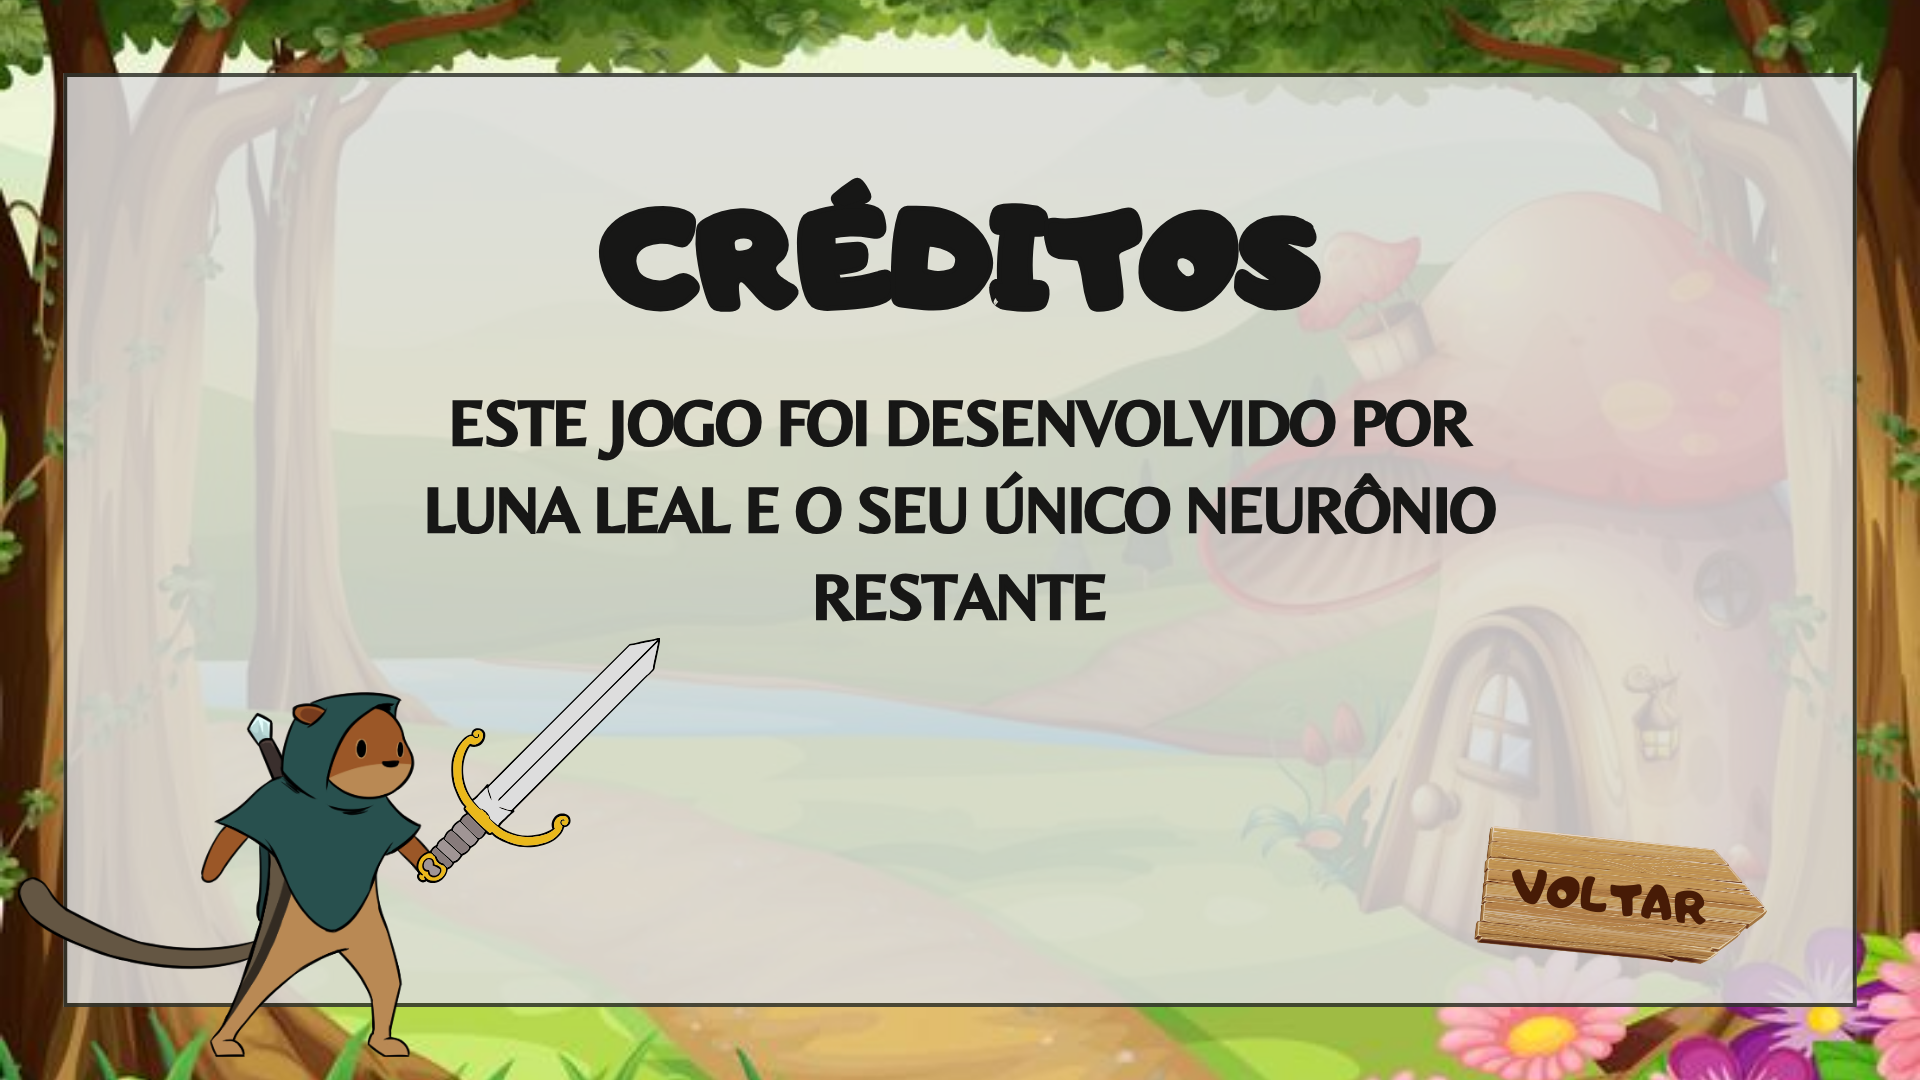 CRÉDITOS
ESTE JOGO FOI DESENVOLVIDO POR
LUNA LEAL E O SEU ÚNICO NEURÔNIO
RESTANTE
VOLTAR